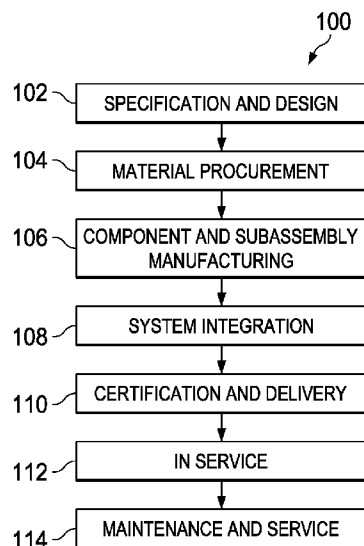 100
102 SPECIFICATION AND DESIGN
104 MATERIAL PROCUREMENT
106 COMPONENT AND SUBASSEMBLY
MANUFACTURING
108 SYSTEM INTEGRATION
110 CERTIFICATION AND DELIVERY
112 IN SERVICE
114 MAINTENANCE AND SERVICE